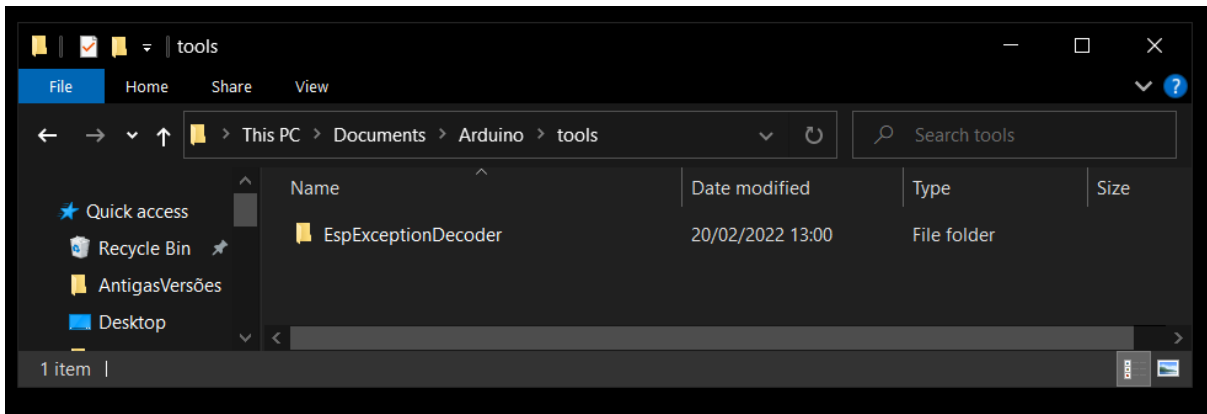 tools
File Home Share View
This PC > Documents > Arduino > tools
Search tools
Name Date modified Type Size
Quick access
EspExceptionDecoder 20/02/2022 13:00 File folder
Recycle Bin
AntigasVersões
Desktop
1 item